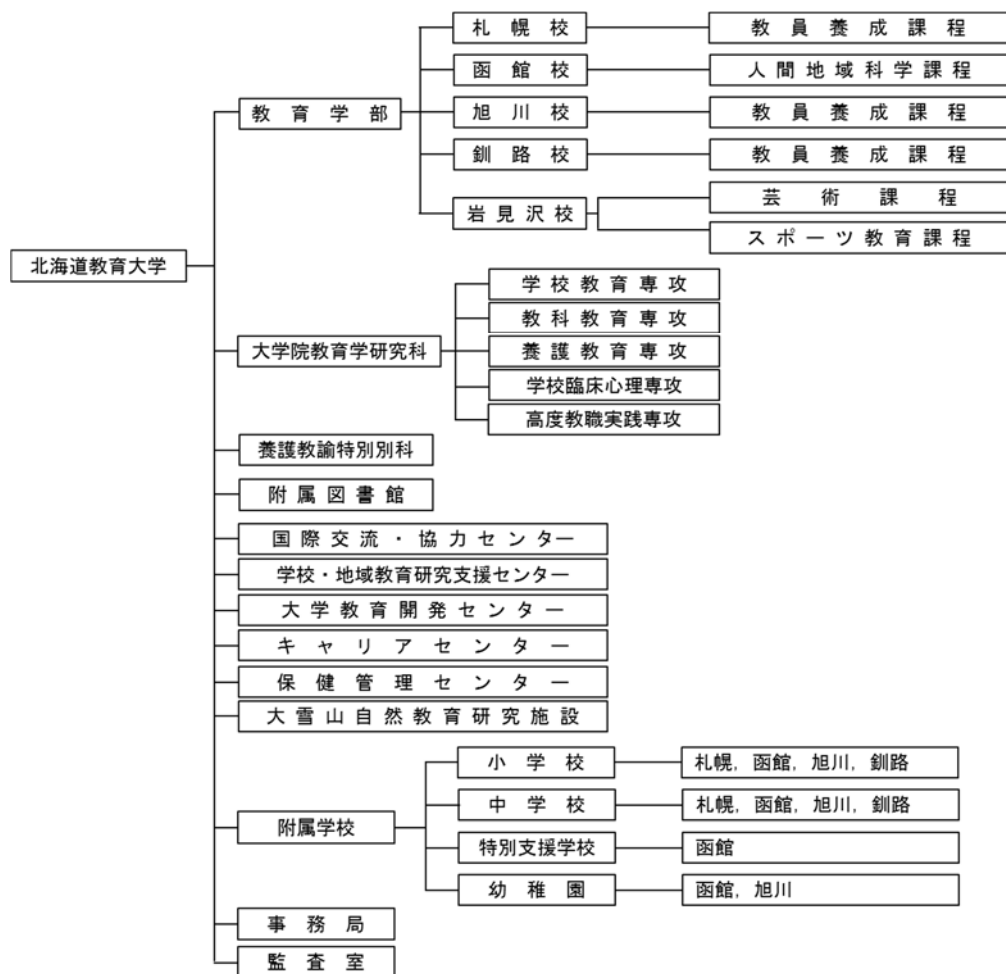 札幌校 教員養成課程
函館校 人間地域科学課程
教育学部 旭川校 教員養成課程
釧路校 教員養成課程
岩見沢校 芸術課程
スポーツ教育課程
北海道教育大学
学校教育専攻
教科教育専攻
大学院教育学研究科 養護教育専攻
学校臨床心理専攻
高度教職実践専攻
養護教諭特別別科
附属図書館
国際交流・協力センター
学校・地域教育研究支援センター
大学教育開発センター
キャリアセンター
保健管理センター
大雪山自然教育研究施設
小学校 札幌，函館，旭川，釧路
中学校 札幌，函館，旭川，釧路
附属学校
特別支援学校 函館
幼稚園 函館，旭川
事務局
監査室